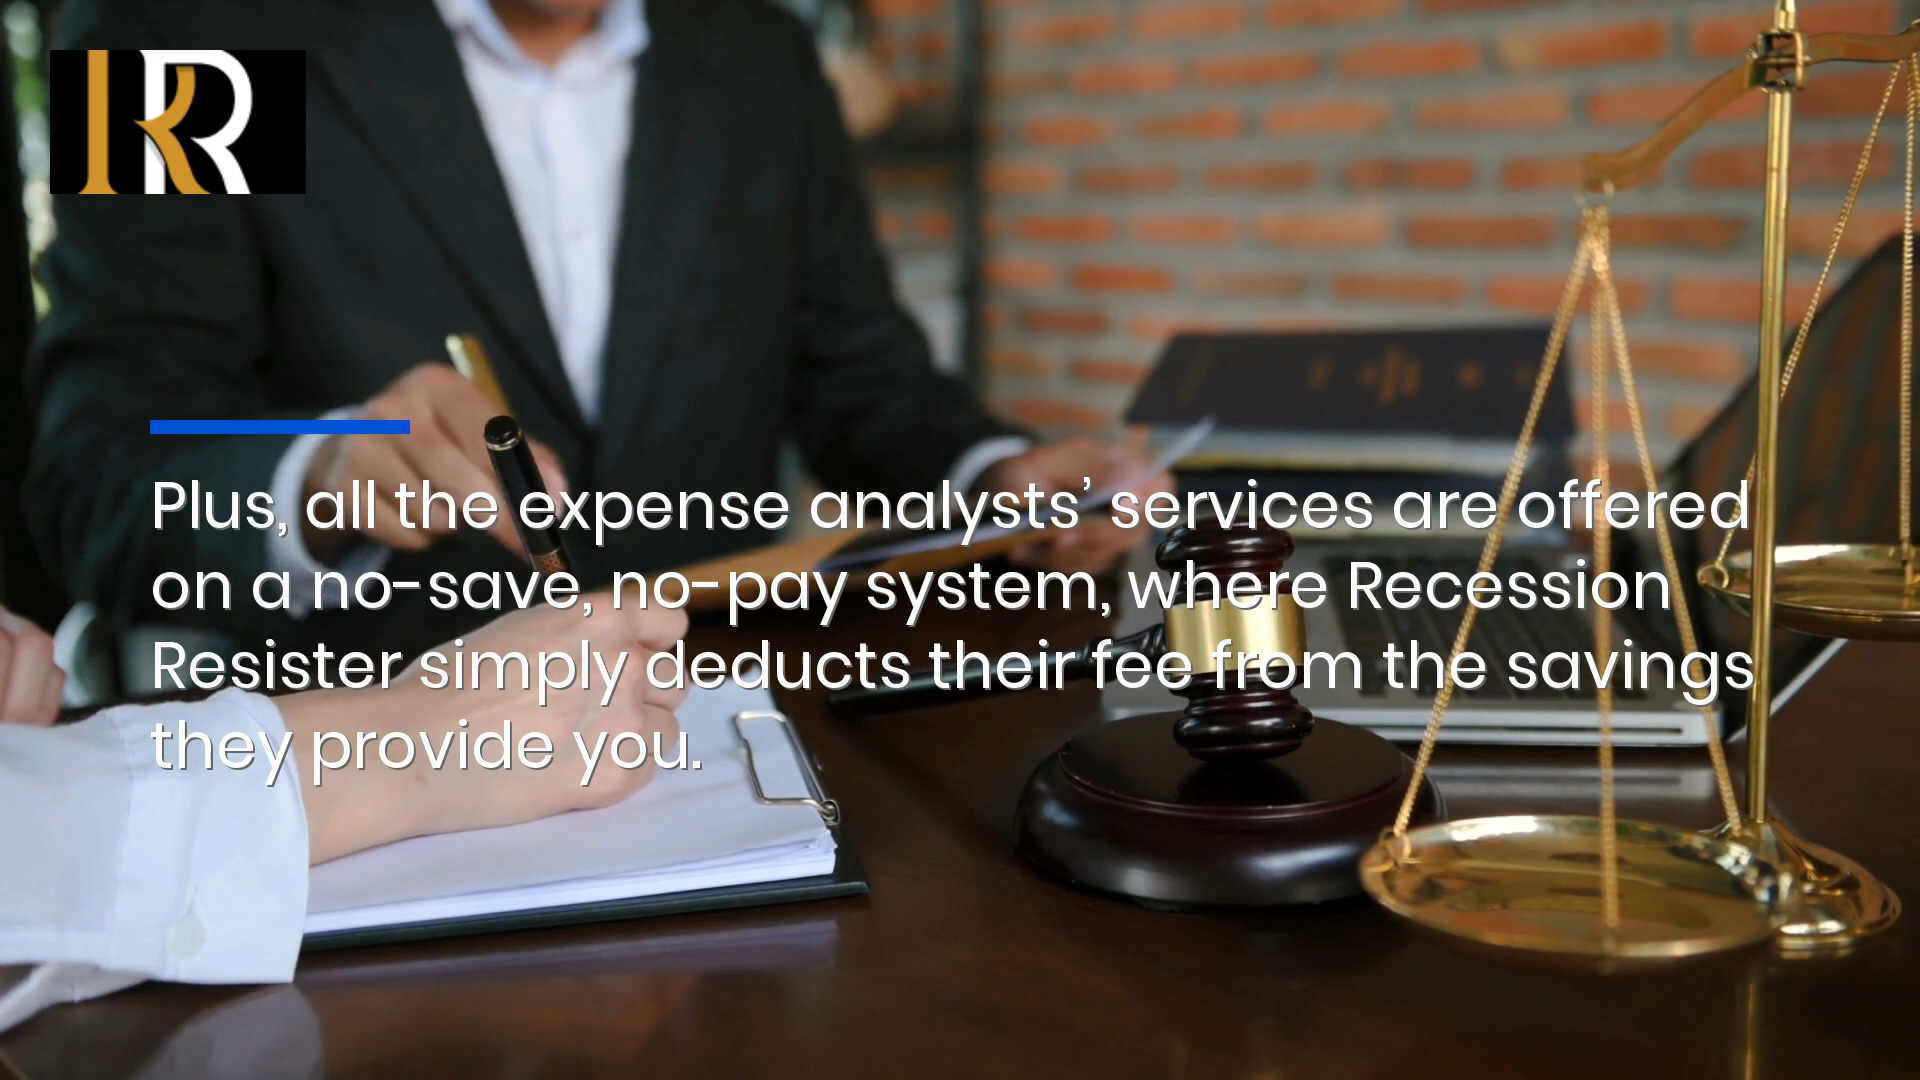 KR
Plus, all the expense analysts’ services are offered
on a no-save, no-pay system, where Recession
Resister simply deducts their fee from the savings
they provide you.